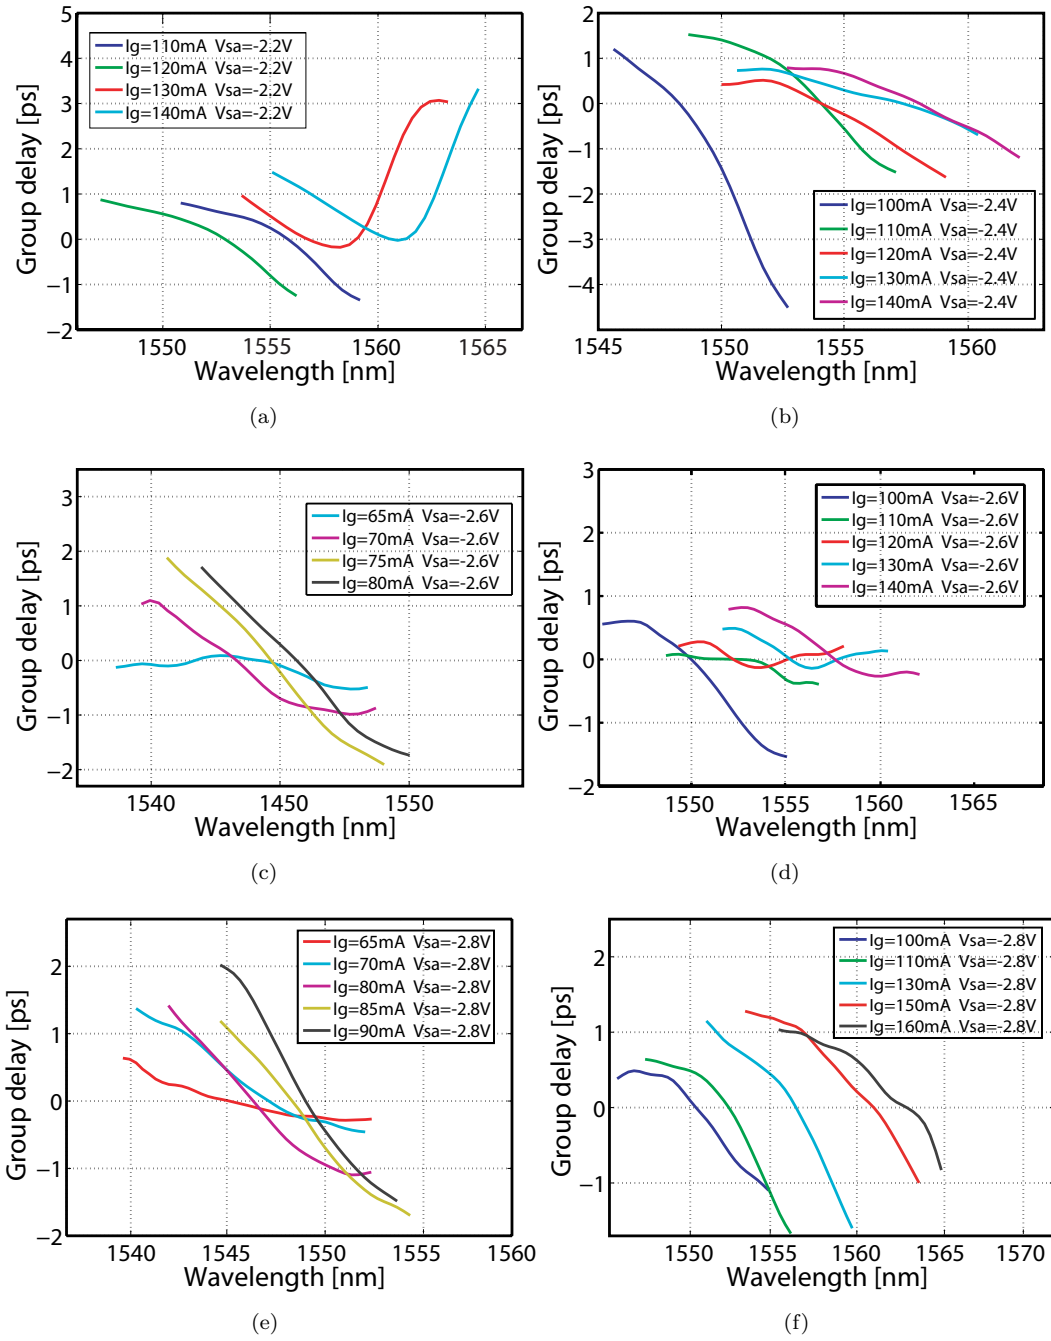 5
4
3
2
1
0
−1
−2
Group delay [ps]
Ig=110mA Vsa=-2.2V
Ig=120mA Vsa=-2.2V
Ig=130mA Vsa=-2.2V
Ig=140mA Vsa=-2.2V
1550 1555 1560 1565
Wavelength [nm]
(a)
2
1
0
−1
−2
−3
−4
Group delay [ps]
Ig=100mA Vsa=-2.4V
Ig=110mA Vsa=-2.4V
Ig=120mA Vsa=-2.4V
Ig=130mA Vsa=-2.4V
Ig=140mA Vsa=-2.4V
1545 1550 1555 1560
Wavelength [nm]
(b)
3
2
1
0
−1
−2
Group delay [ps]
Ig=65mA Vsa=-2.6V
Ig=70mA Vsa=-2.6V
Ig=75mA Vsa=-2.6V
Ig=80mA Vsa=-2.6V
1540 1450 1550
Wavelength [nm]
(c)
3
2
1
0
−1
−2
Group delay [ps]
Ig=100mA Vsa=-2.6V
Ig=110mA Vsa=-2.6V
Ig=120mA Vsa=-2.6V
Ig=130mA Vsa=-2.6V
Ig=140mA Vsa=-2.6V
1550 1555 1560 1565
Wavelength [nm]
(d)
2
1
0
−1
−2
Group delay [ps]
Ig=65mA Vsa=-2.8V
Ig=70mA Vsa=-2.8V
Ig=80mA Vsa=-2.8V
Ig=85mA Vsa=-2.8V
Ig=90mA Vsa=-2.8V
1540 1545 1550 1555 1560
Wavelength [nm]
(e)
2
1
0
−1
Group delay [ps]
Ig=100mA Vsa=-2.8V
Ig=110mA Vsa=-2.8V
Ig=130mA Vsa=-2.8V
Ig=150mA Vsa=-2.8V
Ig=160mA Vsa=-2.8V
1550 1555 1560 1565 1570
Wavelength [nm]
(f)